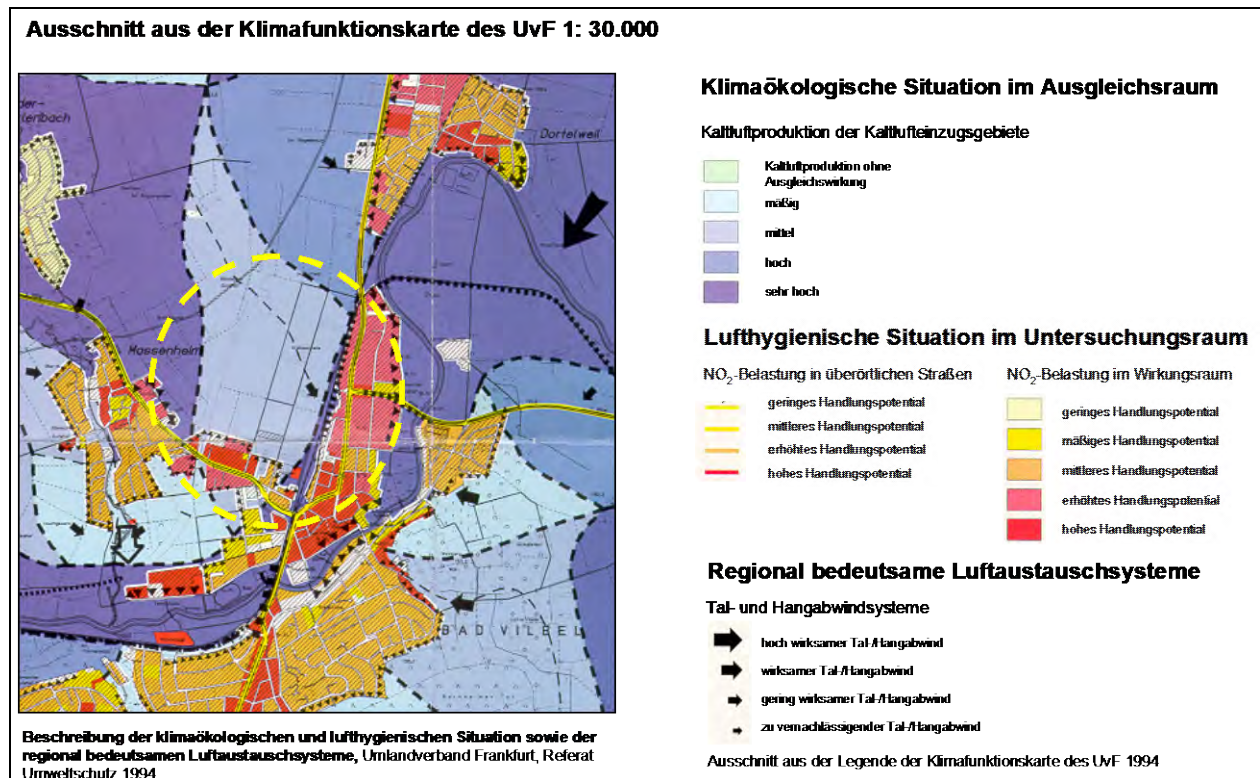 Ausschnitt aus der Klimafunktionskarte des UvF 1: 30.000
Dortelweil
Massenheim
BAD VILBEL
Beschreibung der klimaökologischen und lufthygienischen Situation sowie der
regional bedeutsamen Luftaustauschsysteme, Umlandverband Frankfurt, Referat
Umweltschutz 1994
Klimaökologische Situation im Ausgleichsraum
Kaltluftproduktion der Kaltlufteinzugsgebiete
Kaltluftproduktion ohne
Ausgleichswirkung
mäßig
mittel
hoch
sehr hoch
Lufthygienische Situation im Untersuchungsraum
NO₂-Belastung in überörtlichen Straßen
geringes Handlungspotential
mittleres Handlungspotential
erhöhtes Handlungspotential
hohes Handlungspotential
NO₂-Belastung im Wirkungsraum
geringes Handlungspotential
mäßiges Handlungspotential
mittleres Handlungspotential
erhöhtes Handlungspotential
hohes Handlungspotential
Regional bedeutsame Luftaustauschsysteme
Tal- und Hangabwindsysteme
hoch wirksamer Tal-/Hangabwind
wirksamer Tal-/Hangabwind
gering wirksamer Tal-/Hangabwind
zu vernachlässigender Tal-/Hangabwind
Ausschnitt aus der Legende der Klimafunktionskarte des UVF 1994